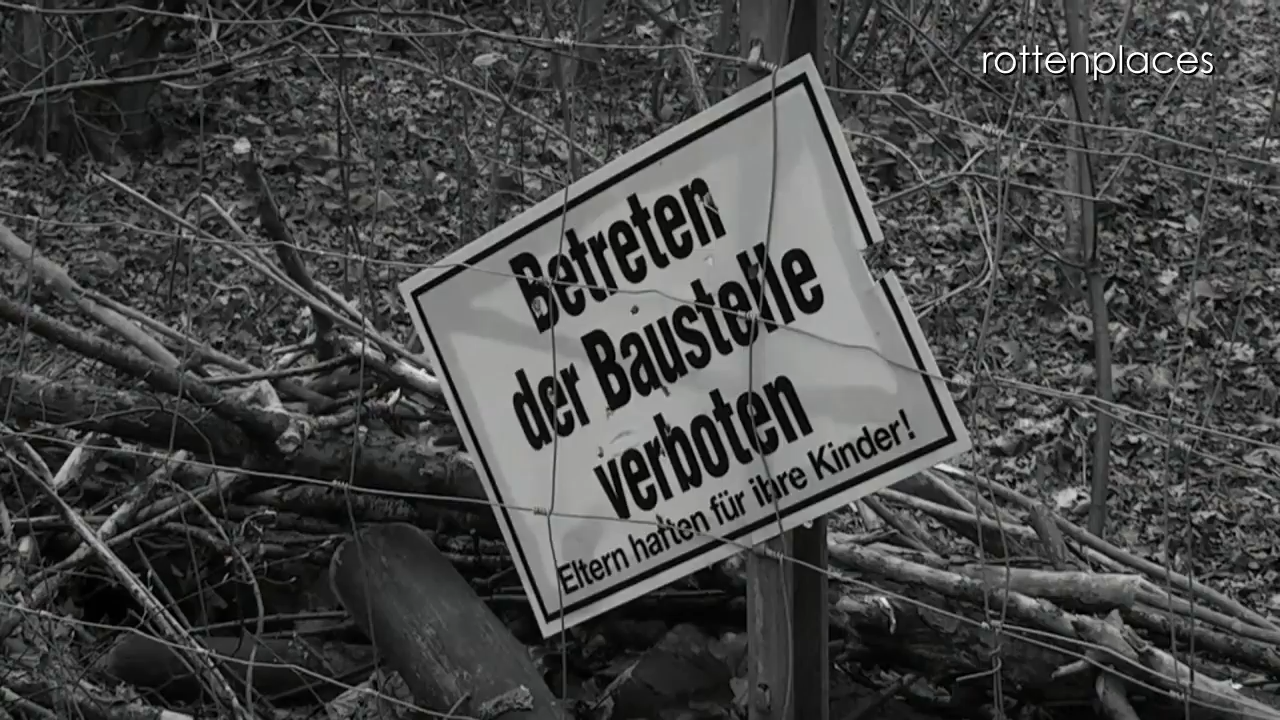 rottenplaces
Betreten
der Baustelle
verboten
Eltern haften für ihre Kinder!